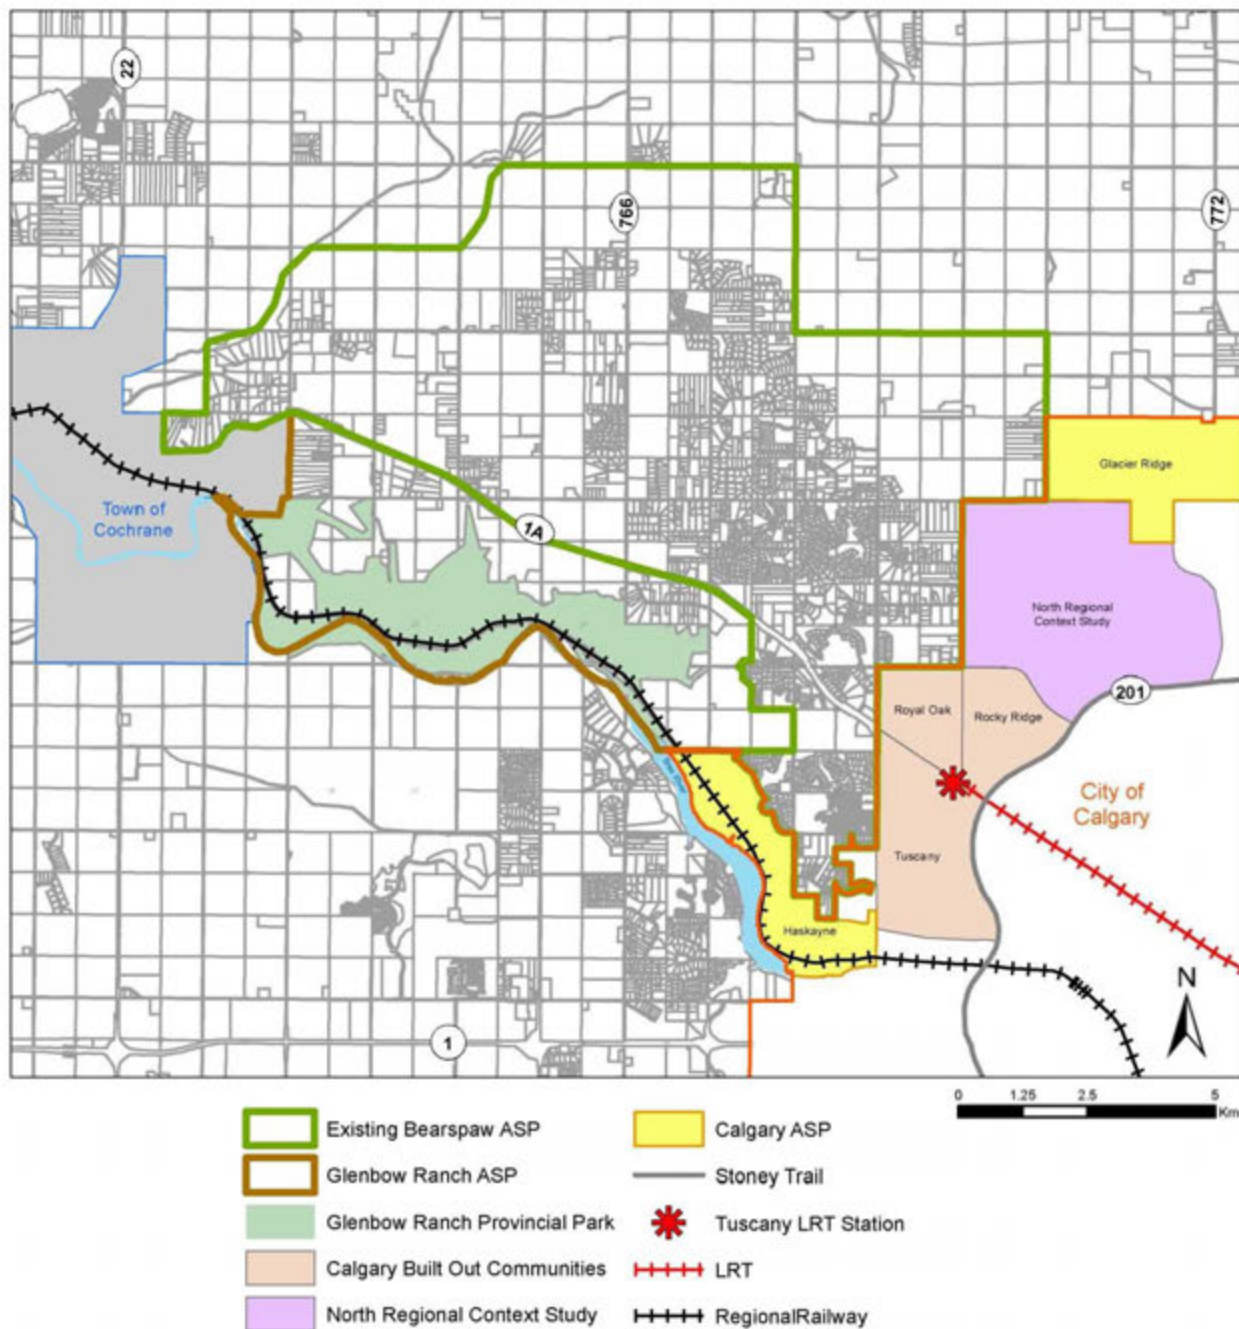 22
766
772
Glacier Ridge
Town of
Cochrane
1A
North Regional
Context Study
201
Royal Oak
Rocky Ridge
City of
Calgary
Tuscany
Haskayne
N
1
0 1.25 2.5 5
Km
Existing Bearspaw ASP
Calgary ASP
Glenbow Ranch ASP
Stoney Trail
Glenbow Ranch Provincial Park
Tuscany LRT Station
Calgary Built Out Communities
LRT
North Regional Context Study
RegionalRailway